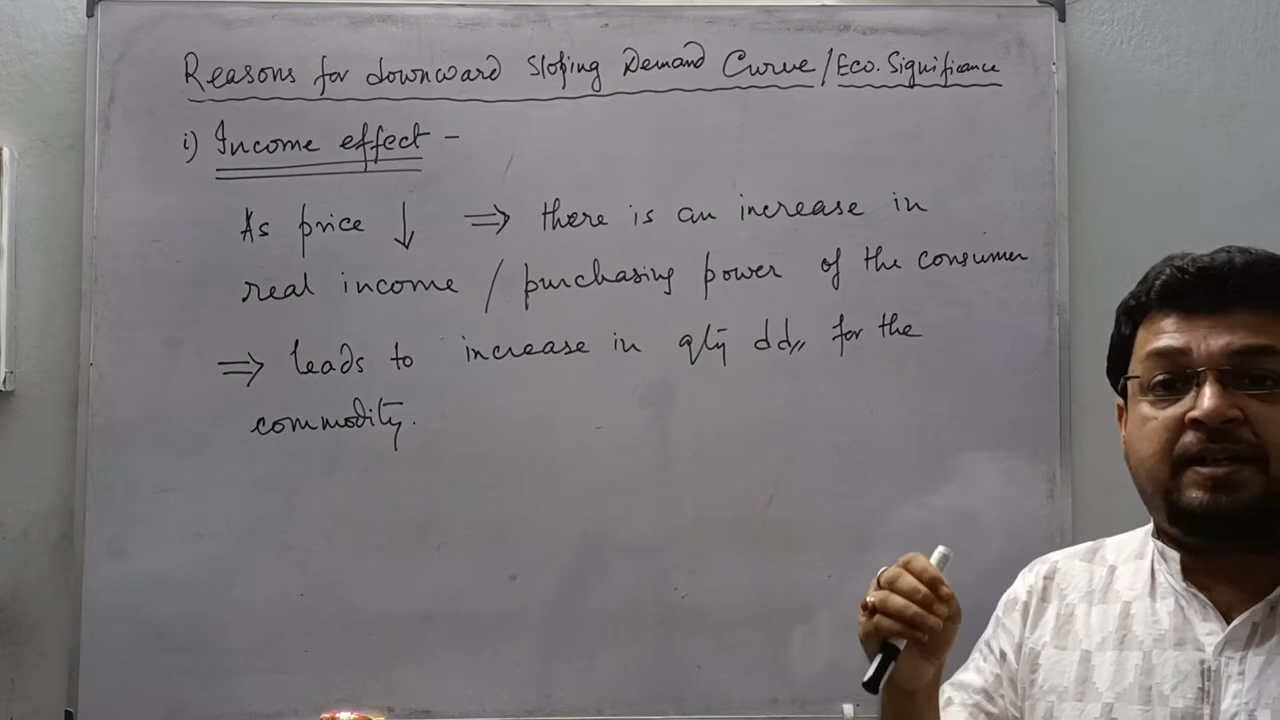 Reasons for downward Sloping Demand Curve/Eco. Significance
i) Income effect -
As price ↓ ⇒ there is an increase in
real income / purchasing power of the consumer
⇒ leads to increase in qty dd,, for the
commodity.